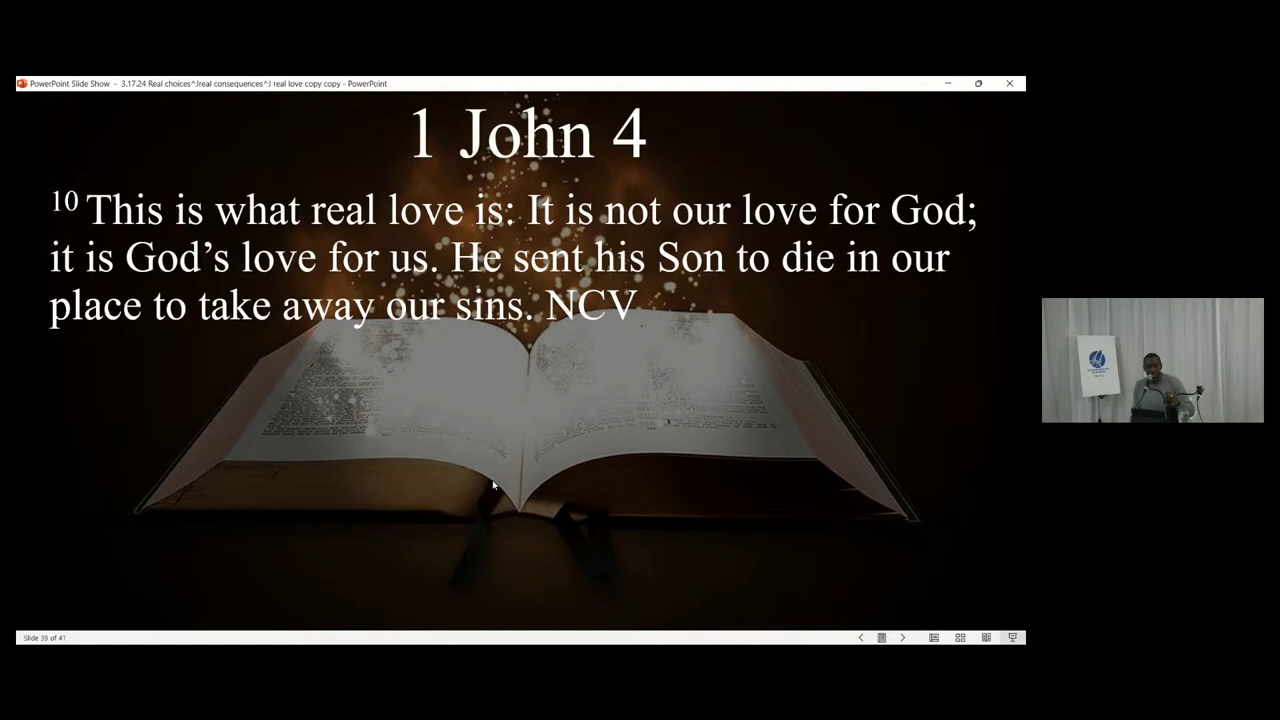 PowerPoint Slide Show - 3.17.24 Real choices^Jreal consequences^J real love copy copy - PowerPoint
1 John 4
10 This is what real love is: It is not our love for God;
it is God’s love for us. He sent his Son to die in our
place to take away our sins. NCV
Slide 39 of 41